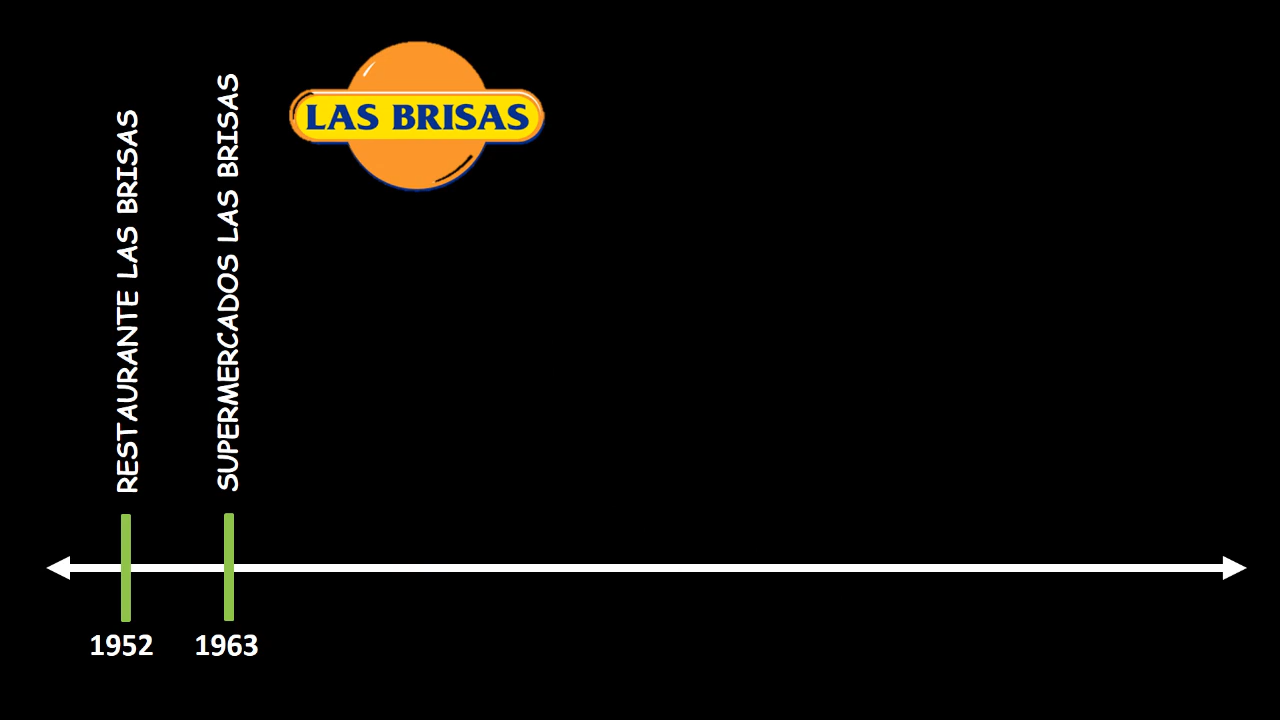 RESTAURANTE LAS BRISAS
SUPERMERCADOS LAS BRISAS
LAS BRISAS
1952
1963